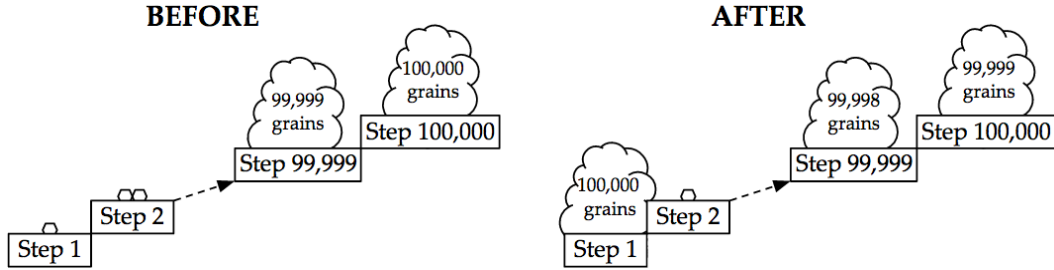 BEFORE
100,000
grains
99,999
grains
Step 100,000
Step 99,999
Step 2
Step 1
AFTER
99,999
grains
99,998
grains
Step 100,000
Step 99,999
100,000
grains
Step 2
Step 1